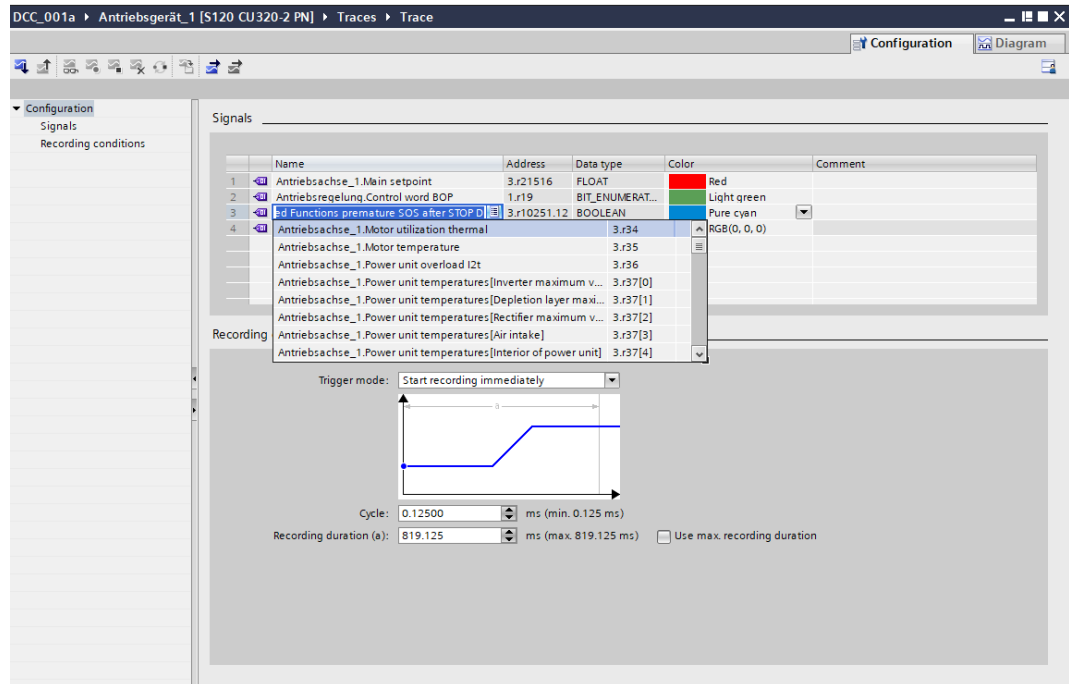 DCC_001a ▸ Antriebsgerät_1 [S120 CU320-2 PN] ▸ Traces ▸ Trace
Configuration Diagram
Configuration
Signals
Recording conditions
Signals
Name Address Data type Color Comment
1 Antriebsachse_1.Main setpoint 3.r21516 FLOAT Red
2 Antriebsregelung.Control word BOP 1.r19 BIT_ENUMERAT... Light green
3 ed Functions premature SOS after STOP D 3.r10251.12 BOOLEAN Pure cyan
4 RGB(0, 0, 0)
Antriebsachse_1.Motor utilization thermal 3.r34
Antriebsachse_1.Motor temperature 3.r35
Antriebsachse_1.Power unit overload I2t 3.r36
Antriebsachse_1.Power unit temperatures[Inverter maximum v... 3.r37[0]
Antriebsachse_1.Power unit temperatures[Depletion layer maxi... 3.r37[1]
Antriebsachse_1.Power unit temperatures[Rectifier maximum v... 3.r37[2]
Antriebsachse_1.Power unit temperatures[Air intake] 3.r37[3]
Antriebsachse_1.Power unit temperatures[Interior of power unit] 3.r37[4]
Recording
Trigger mode: Start recording immediately
a
Cycle: 0.12500 ms (min. 0.125 ms)
Recording duration (a): 819.125 ms (max. 819.125 ms) Use max. recording duration